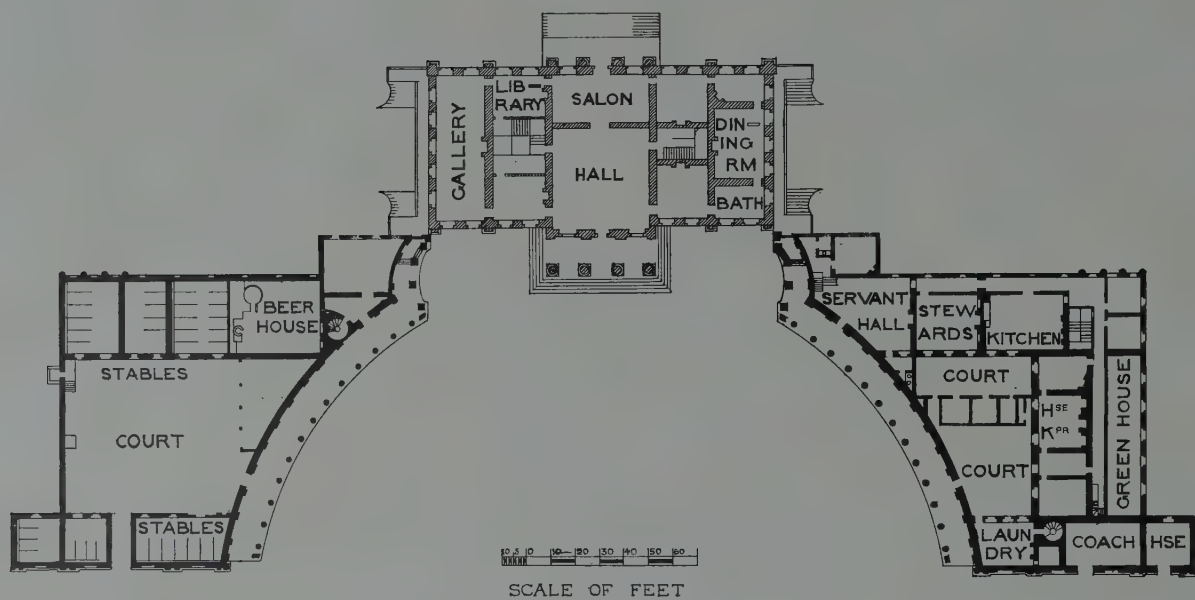 LIB-
RARY
SALON
GALLERY
HALL
DIN-
ING
RM
BATH
BEER
HOUSE
STABLES
COURT
STABLES
SERVANT
HALL
STEW
ARDS
KITCHEN
COURT
HSE
KPR
COURT
GREEN HOUSE
LAUN
DRY
COACH HSE
10 5 0 10 20 30 40 50 60
SCALE OF FEET